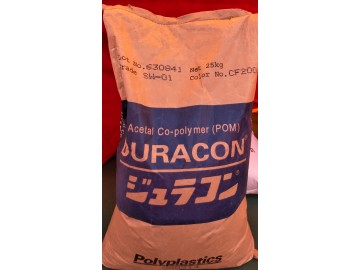 Lot No.630841 Net 25kg
Grade SW-01 Color No.CF200
Acetal Co-polymer (POM)
DURACON®
ジュラコン
Polyplastics